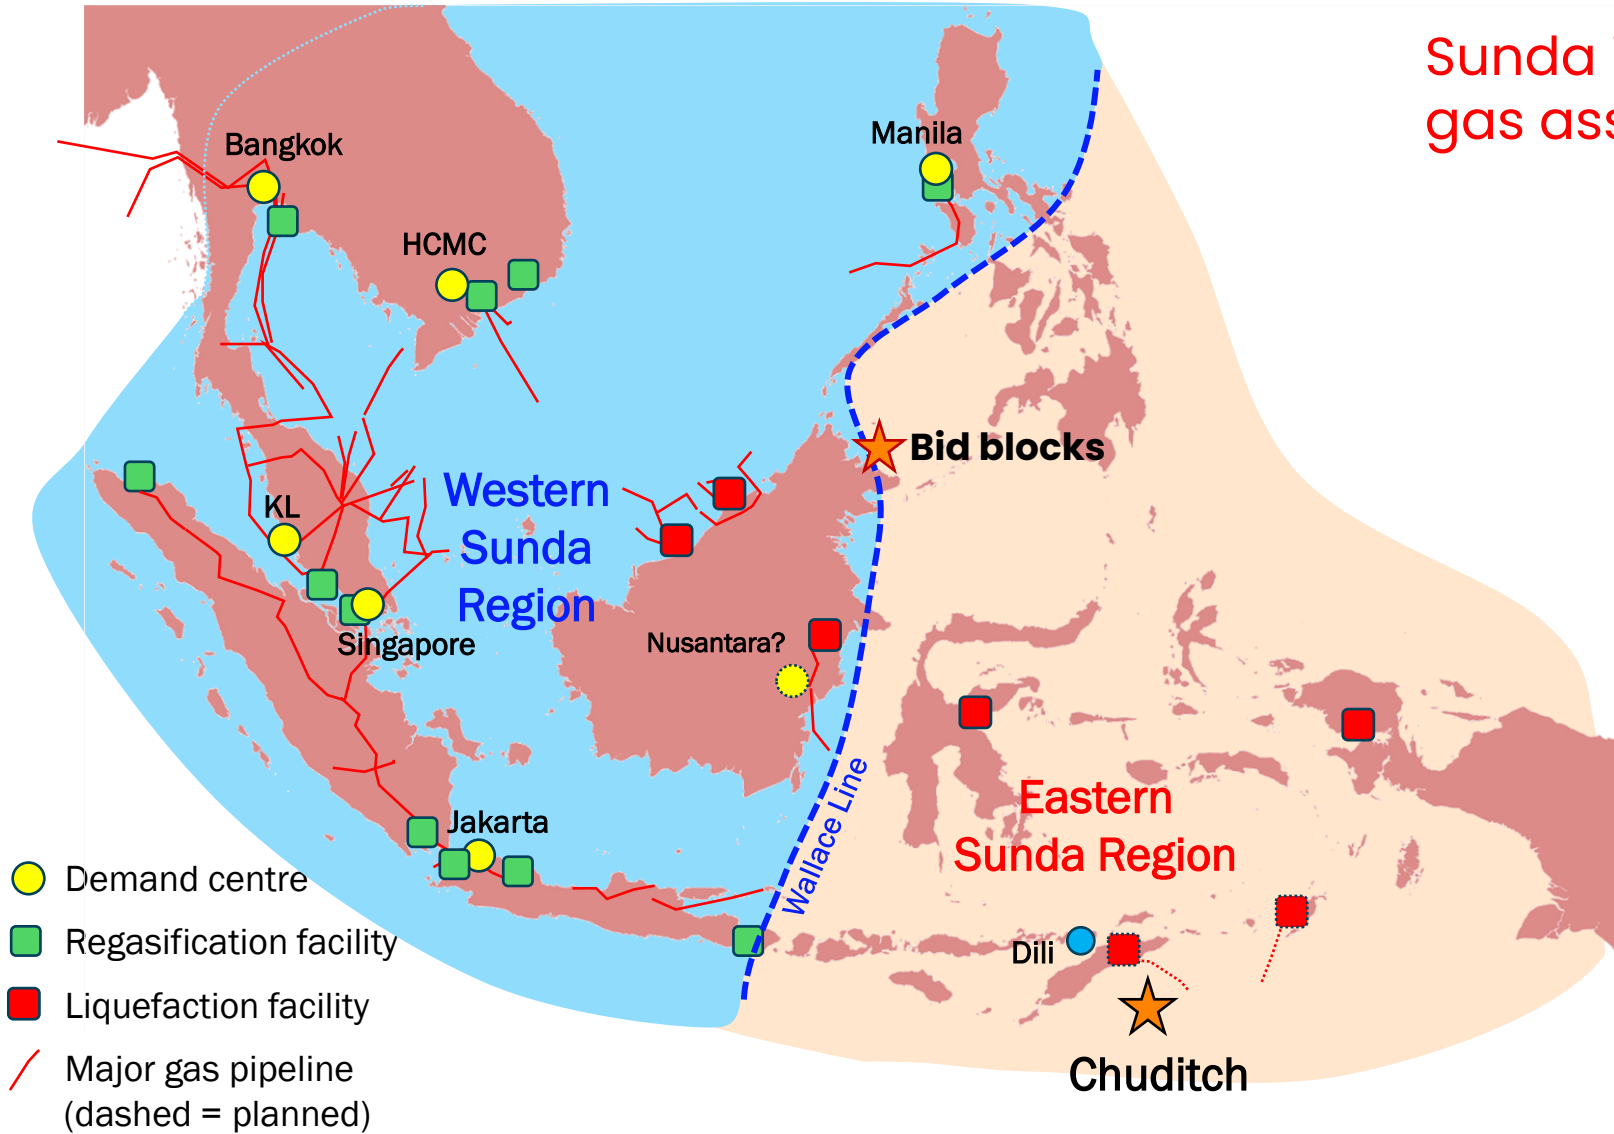 Sunda
gas
Bangkok
Manila
HCMC
Bid blocks
Western
Sunda
Region
KL
Singapore
Nusantara?
Wallace Line
Eastern
Sunda Region
Jakarta
Dili
Chuditch
Demand centre
Regasification facility
Liquefaction facility
Major gas pipeline
(dashed = planned)